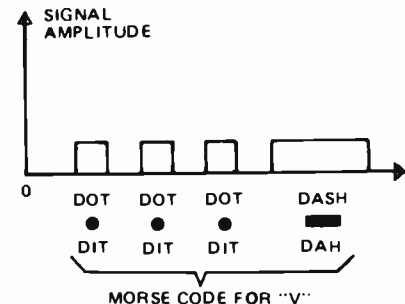 SIGNAL
AMPLITUDE
0
DOT DOT DOT DASH
DIT DIT DIT DAH
MORSE CODE FOR "V"